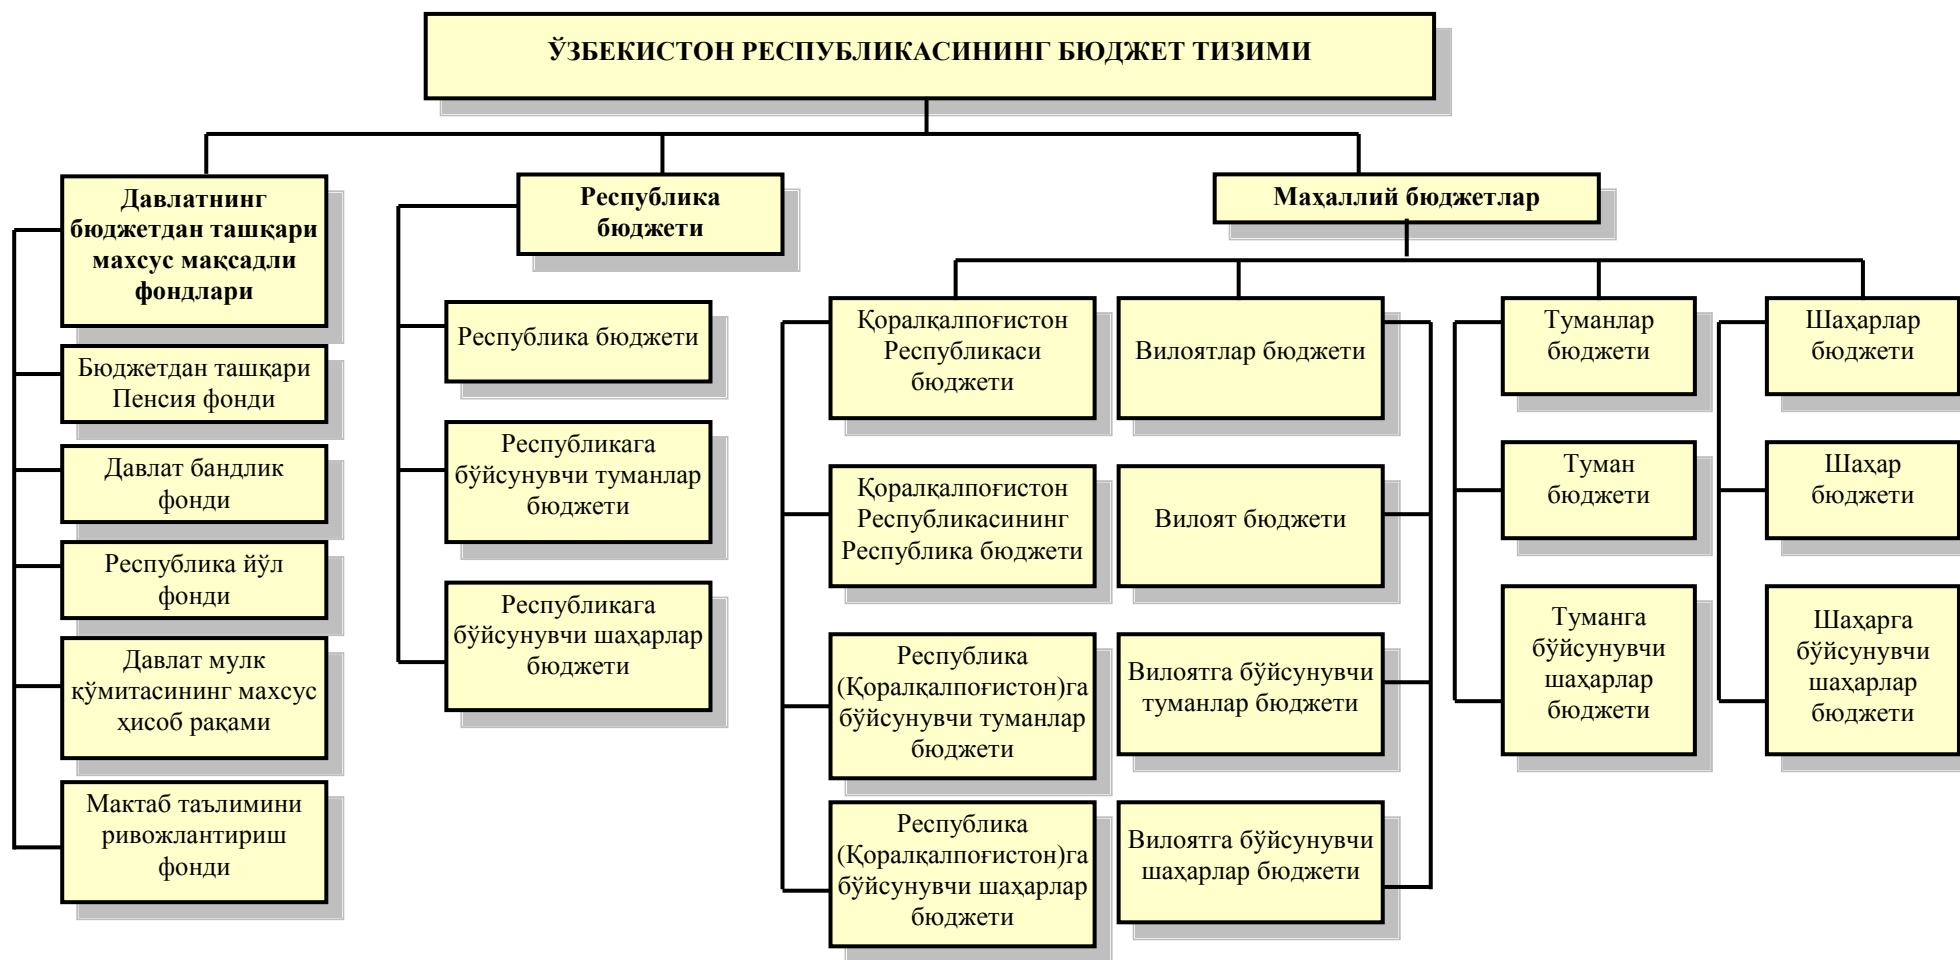 ЎЗБЕКИСТОН РЕСПУБЛИКАСИНИНГ БЮДЖЕТ ТИЗИМИ
Давлатнинг
бюджетдан ташқари
махсус мақсадли
фондлари
Бюджетдан ташқари
Пенсия фонди
Давлат бандлик
фонди
Республика йўл
фонди
Давлат мулк
қўмитасининг махсус
ҳисоб рақами
Мактаб таълимини
ривожлантириш
фонди
Республика
бюджети
Республика бюджети
Республикага
бўйсунувчи туманлар
бюджети
Республикага
бўйсунувчи шаҳарлар
бюджети
Маҳаллий бюджетлар
Қоралқалпоғистон
Республикаси
бюджети
Қоралқалпоғистон
Республикасининг
Республика бюджети
Республика
(Қоралқалпоғистон)га
бўйсунувчи туманлар
бюджети
Республика
(Қоралқалпоғистон)га
бўйсунувчи шаҳарлар
бюджети
Вилоятлар бюджети
Вилоят бюджети
Вилоятга бўйсунувчи
туманлар бюджети
Вилоятга бўйсунувчи
шаҳарлар бюджети
Туманлар
бюджети
Туман
бюджети
Туманга
бўйсунувчи
шаҳарлар
бюджети
Шаҳарлар
бюджети
Шаҳар
бюджети
Шаҳарга
бўйсунувчи
шаҳарлар
бюджети